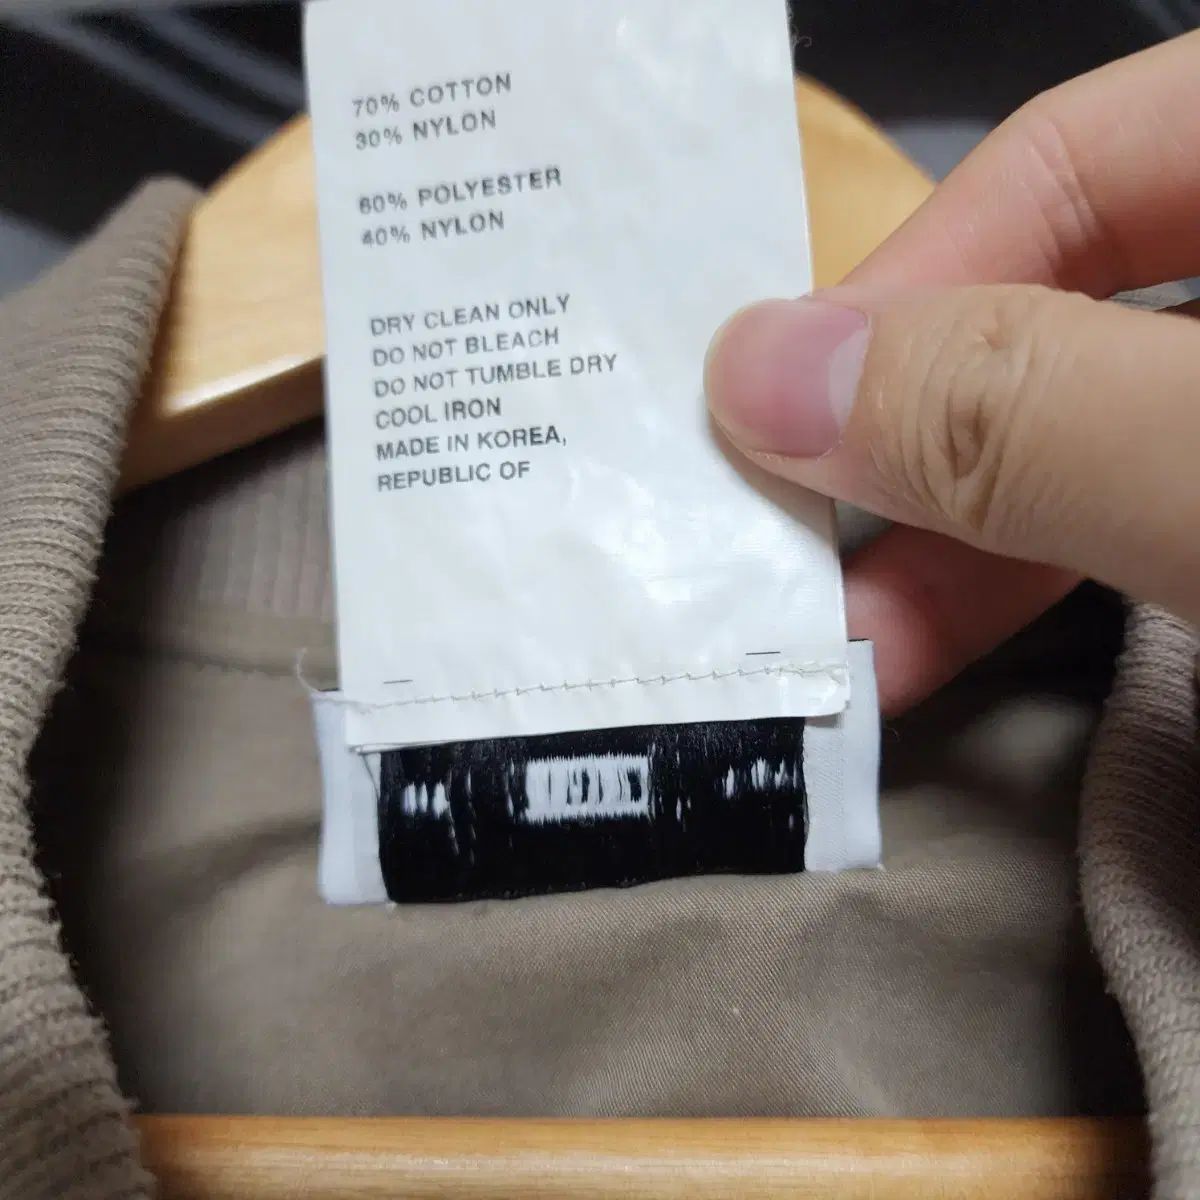 70% COTTON
30% NYLON
60% POLYESTER
40% NYLON
DRY CLEAN ONLY
DO NOT BLEACH
DO NOT TUMBLE DRY
COOL IRON
MADE IN KOREA,
REPUBLIC OF